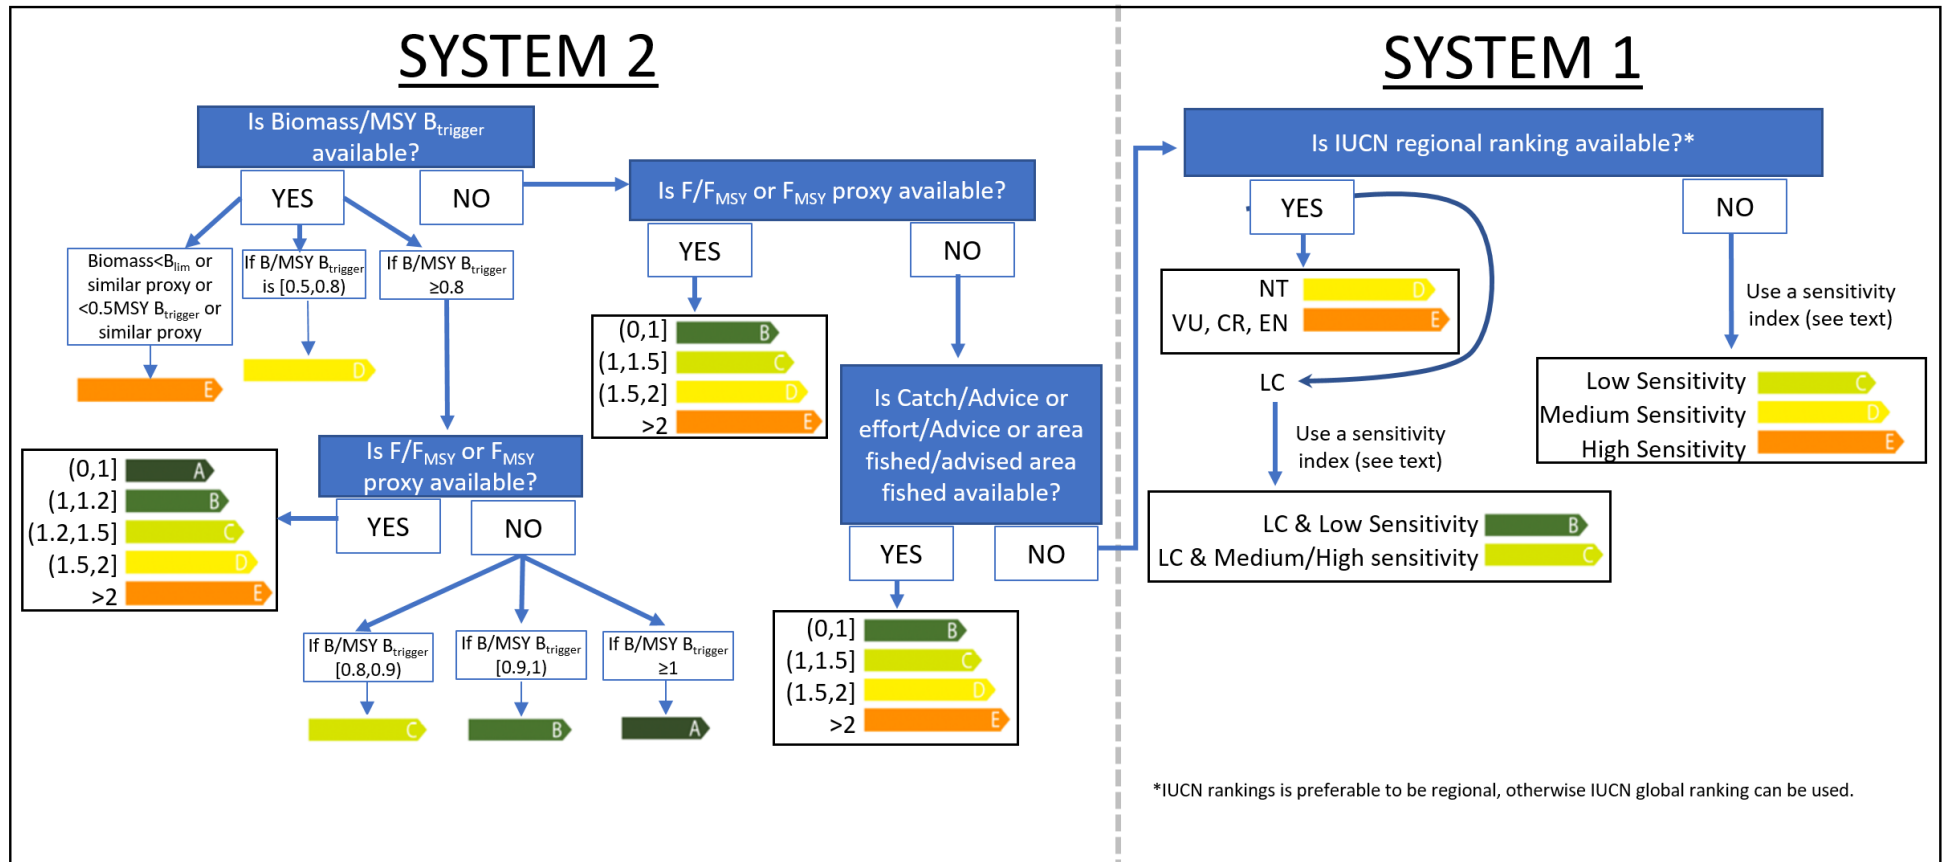 SYSTEM 2
Is Biomass/MSY Btrigger
available?
YES
NO
Biomass<Blim or
similar proxy or
<0.5MSY Btrigger or
similar proxy
E
If B/MSY Btrigger
is [0.5,0.8)
D
If B/MSY Btrigger
≥0.8
Is F/FMSY or FMSY
proxy available?
YES
NO
(0,1] A
(1,1.2] B
(1.2,1.5] C
(1.5,2] D
>2 E
If B/MSY Btrigger
[0.8,0.9)
C
If B/MSY Btrigger
[0.9,1)
B
If B/MSY Btrigger
≥1
A
Is F/FMSY or FMSY proxy available?
YES
NO
(0,1] B
(1,1.5] C
(1.5,2] D
>2 E
Is Catch/Advice or
effort/Advice or area
fished/advised area
fished available?
YES
NO
(0,1] B
(1,1.5] C
(1.5,2] D
>2 E
SYSTEM 1
Is IUCN regional ranking available?*
YES
NO
NT D
VU, CR, EN E
LC
Use a sensitivity
index (see text)
LC & Low Sensitivity B
LC & Medium/High sensitivity C
Use a sensitivity
index (see text)
Low Sensitivity C
Medium Sensitivity D
High Sensitivity E
*IUCN rankings is preferable to be regional, otherwise IUCN global ranking can be used.